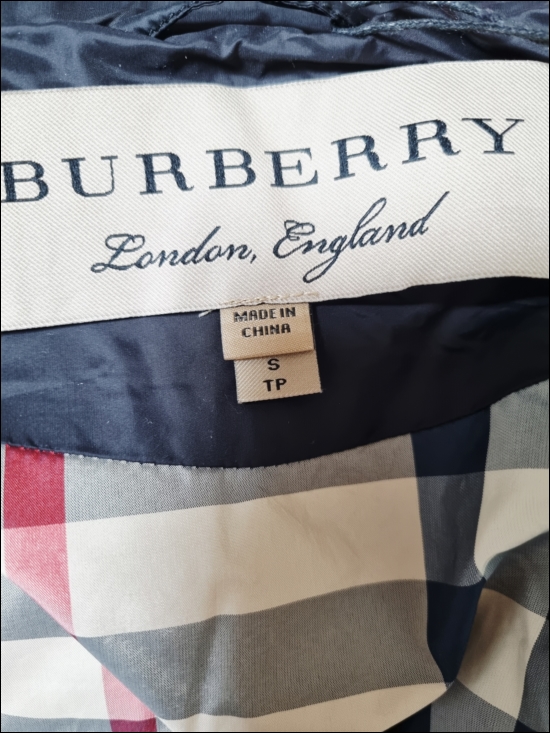 BURBERRY
London, England
MADE IN
CHINA
S
TP